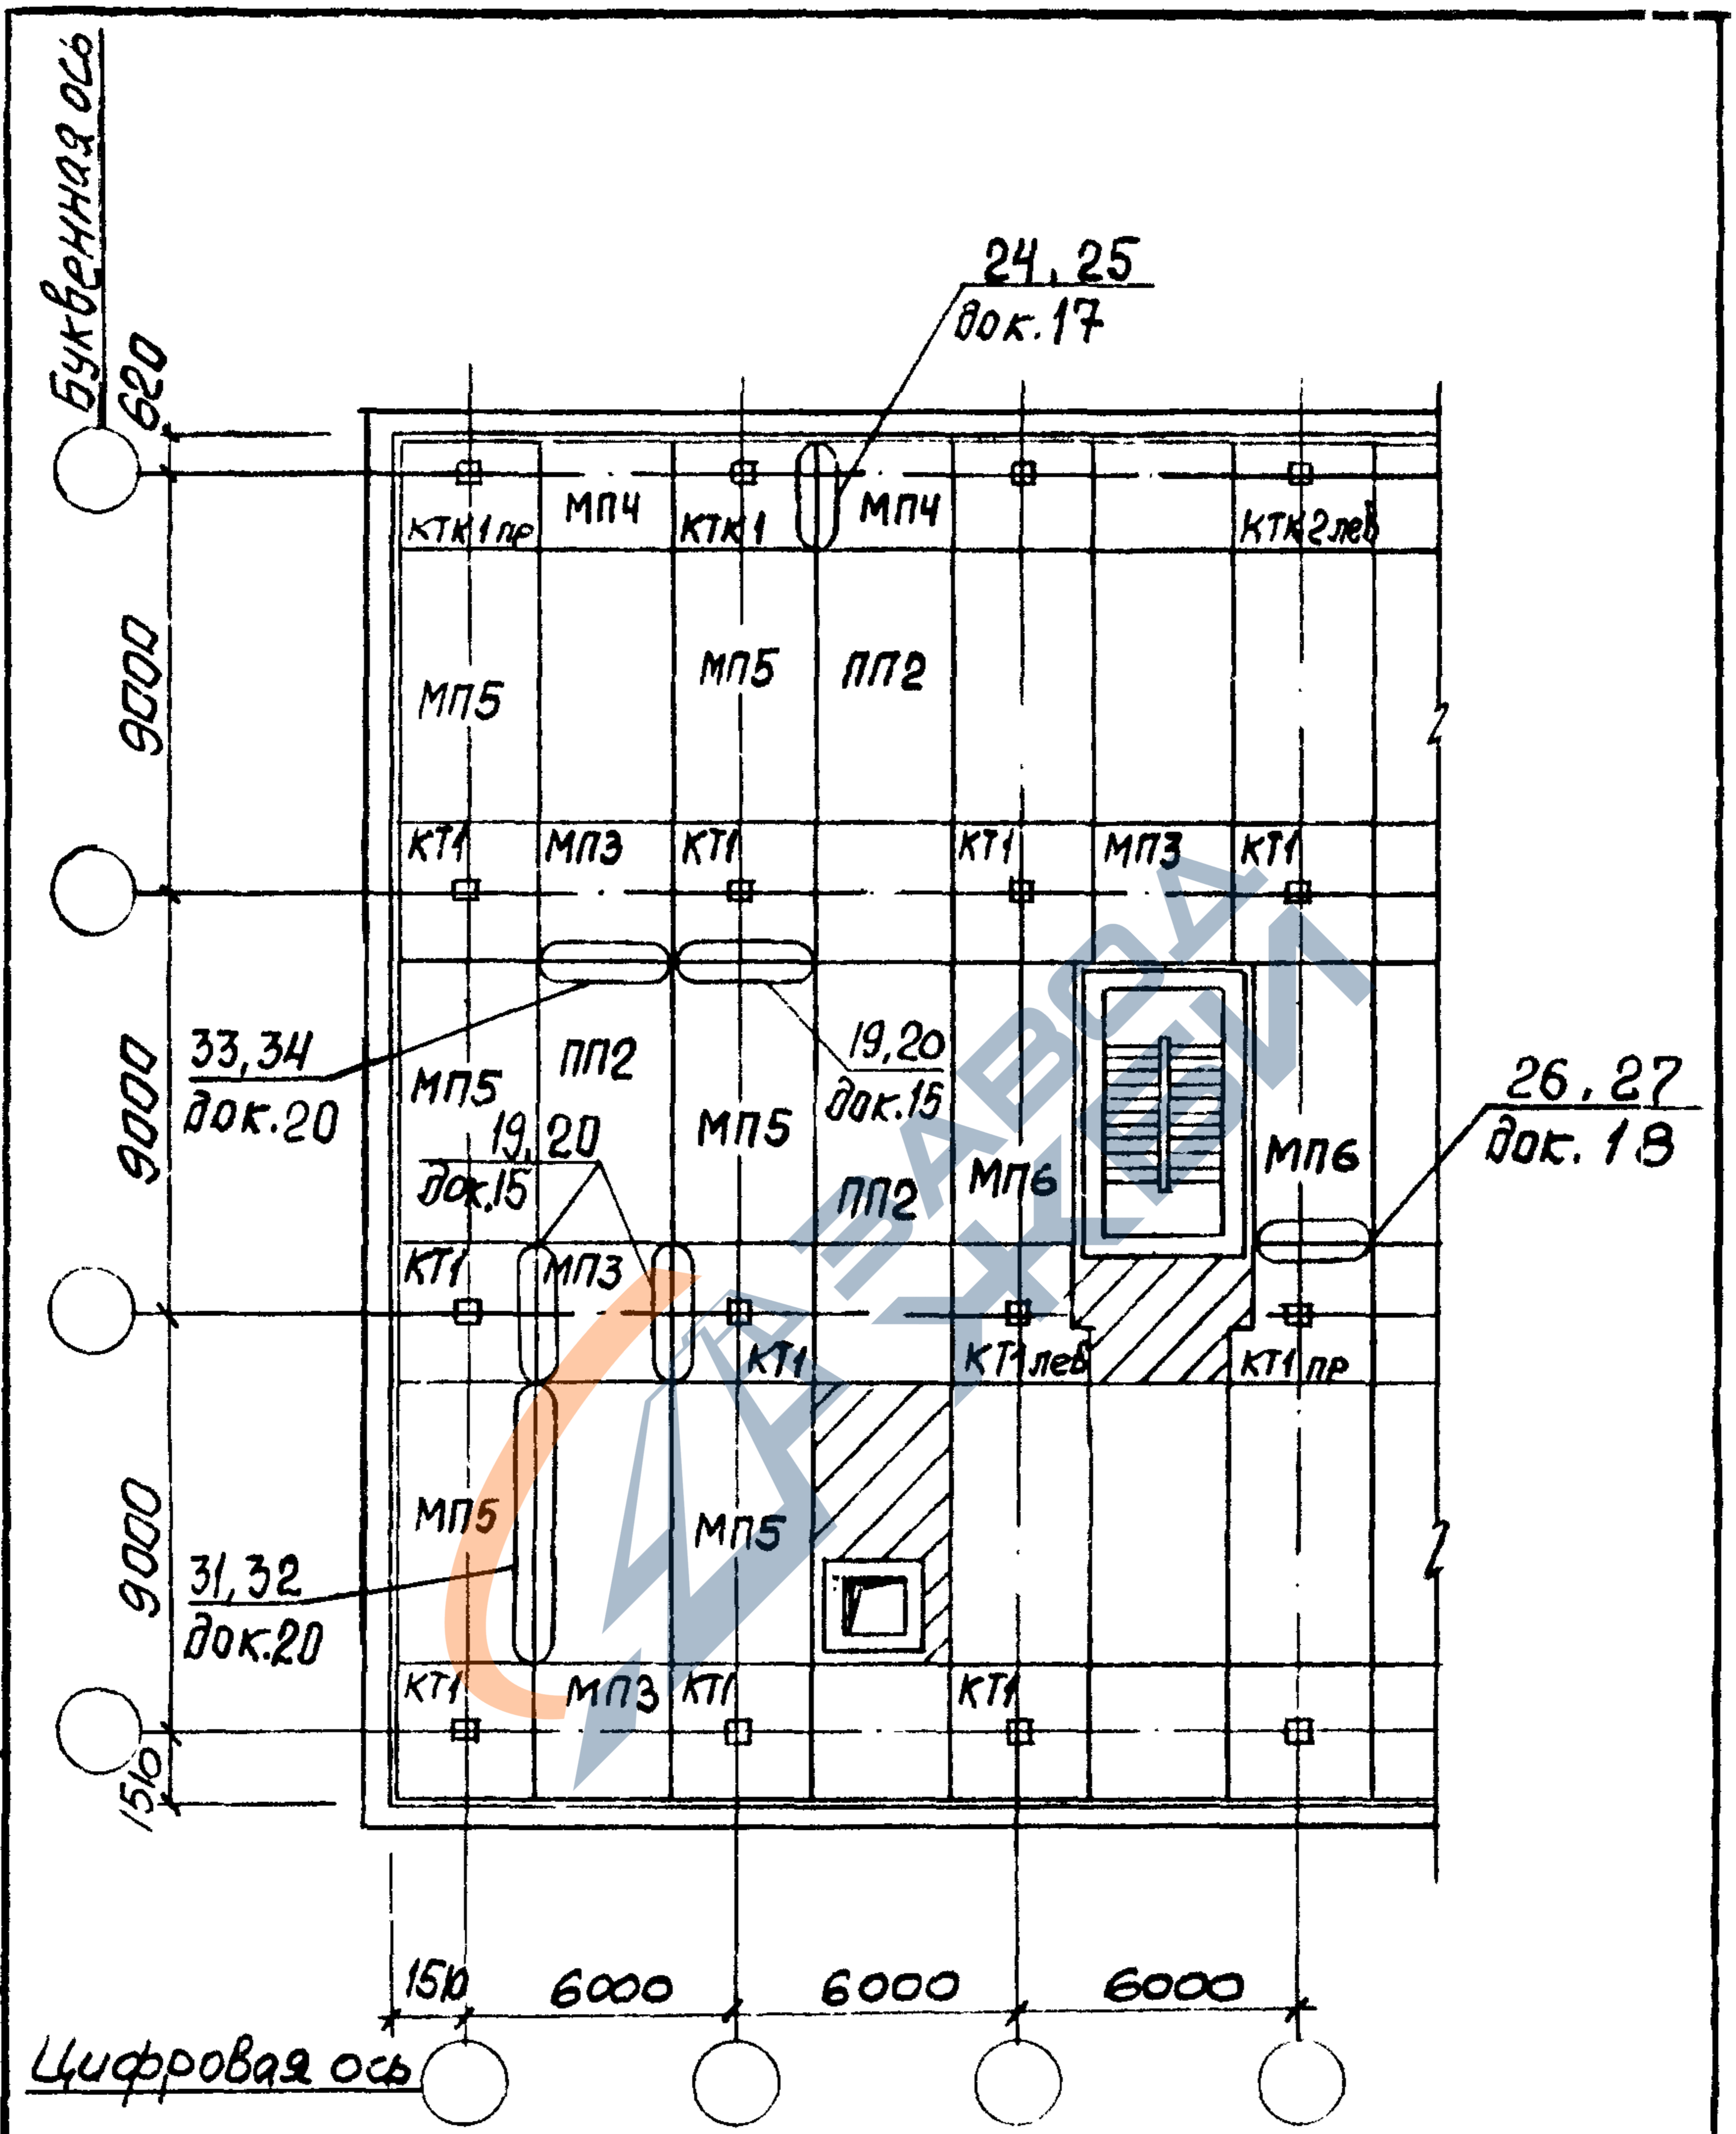 Буквенная ось
24, 25
док.17
620
МП4
МП4
КТК1пр
КТК1
КТК2лев
9000
МП5
ПП2
МП5
КТ1
МП3
КТ1
КТ1
МП3
КТ1
ЗАВОД
ЖБИ
9000
33,34
док.20
19,20
док.15
ПП2
МП5
26, 27
док. 18
19,20
док.15
МП5
МП6
МП6
ПП2
КТ1
МП3
КТ1
КТ1лев
КТ1пр
9000
МП5
МП5
31,32
док.20
КТ1
МП3
КТ1
КТ1
1510
1510
6000
6000
6000
Цифровая ось